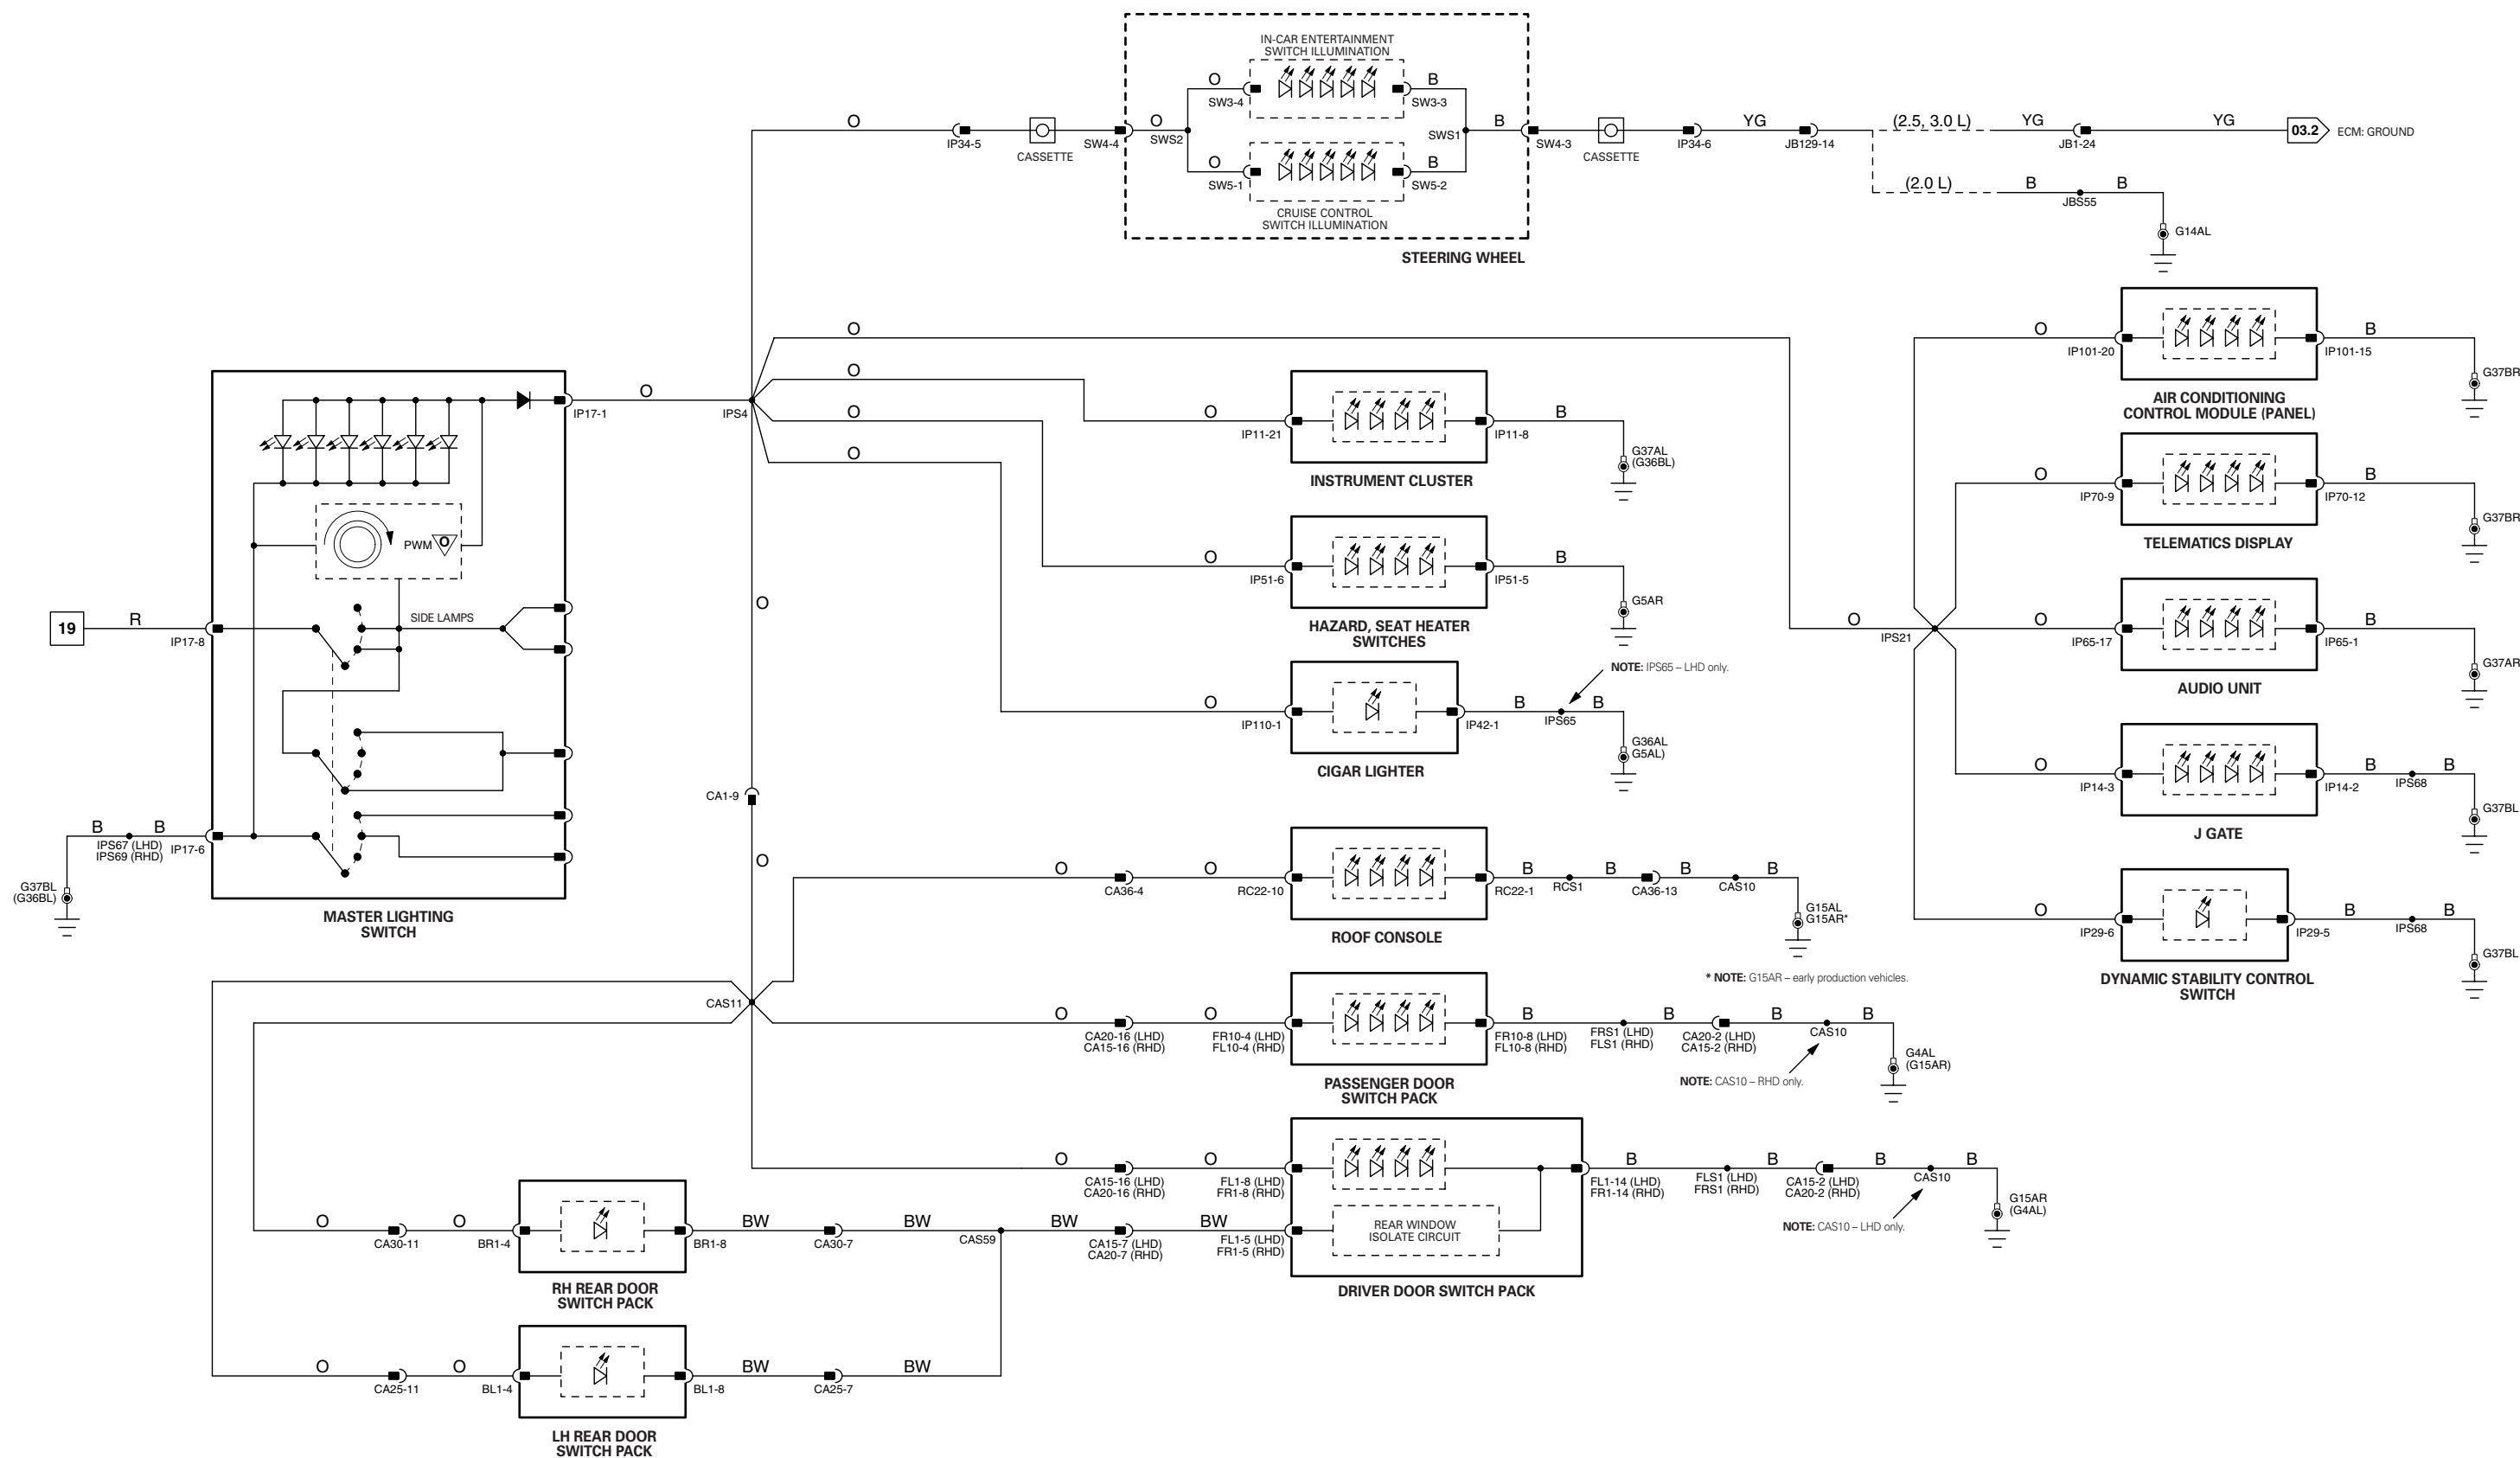 IN-CAR ENTERTAINMENT
SWITCH ILLUMINATION
O
SW3-4
B
SW3-3
O
IP34-5
CASSETTE
SW4-4
O
SWS2
SWS1
B
SW4-3
CASSETTE
IP34-6
YG
JB129-14
(2.5, 3.0 L)
YG
JB1-24
YG
03.2
ECM: GROUND
O
SW5-1
B
SW5-2
CRUISE CONTROL
SWITCH ILLUMINATION
STEERING WHEEL
(2.0 L)
B
JBS55
B
G14AL
O
O
O
O
O
IP17-1
IPS4
PWM
O
SIDE LAMPS
19
R
IP17-8
B
B
IPS67 (LHD)
IPS69 (RHD)
IP17-6
G37BL
(G36BL)
MASTER LIGHTING
SWITCH
O
IP11-21
IP11-8
B
G37AL
(G36BL)
INSTRUMENT CLUSTER
O
IP51-6
IP51-5
B
G5AR
HAZARD, SEAT HEATER
SWITCHES
NOTE: IPS65 – LHD only.
O
IP110-1
IP42-1
B
IPS65
B
G36AL
G5AL)
CIGAR LIGHTER
O
IP101-20
IP101-15
B
G37BR
AIR CONDITIONING
CONTROL MODULE (PANEL)
O
IP70-9
IP70-12
B
G37BR
TELEMATICS DISPLAY
O
IPS21
O
IP65-17
IP65-1
B
G37AR
AUDIO UNIT
O
IP14-3
IP14-2
B
IPS68
B
G37BL
J GATE
O
IP29-6
IP29-5
B
IPS68
B
G37BL
DYNAMIC STABILITY CONTROL
SWITCH
O
CA1-9
O
CAS11
O
CA36-4
O
RC22-10
RC22-1
B
RCS1
B
CA36-13
B
CAS10
B
G15AL
G15AR*
ROOF CONSOLE
* NOTE: G15AR – early production vehicles.
O
CA20-16 (LHD)
CA15-16 (RHD)
O
FR10-4 (LHD)
FL10-4 (RHD)
B
FR10-8 (LHD)
FL10-8 (RHD)
FRS1 (LHD)
FLS1 (RHD)
B
CA20-2 (LHD)
CA15-2 (RHD)
B
CAS10
B
G4AL
(G15AR)
NOTE: CAS10 – RHD only.
PASSENGER DOOR
SWITCH PACK
O
CA15-16 (LHD)
CA20-16 (RHD)
O
FL1-8 (LHD)
FR1-8 (RHD)
B
FL1-14 (LHD)
FR1-14 (RHD)
FLS1 (LHD)
FRS1 (RHD)
B
CA15-2 (LHD)
CA20-2 (RHD)
B
CAS10
B
G15AR
(G4AL)
NOTE: CAS10 – LHD only.
REAR WINDOW
ISOLATE CIRCUIT
DRIVER DOOR SWITCH PACK
O
CA30-11
O
BR1-4
BR1-8
BW
CA30-7
BW
CAS59
BW
CA15-7 (LHD)
CA20-7 (RHD)
BW
FL1-5 (LHD)
FR1-5 (RHD)
RH REAR DOOR
SWITCH PACK
O
CA25-11
O
BL1-4
BL1-8
BW
CA25-7
BW
LH REAR DOOR
SWITCH PACK